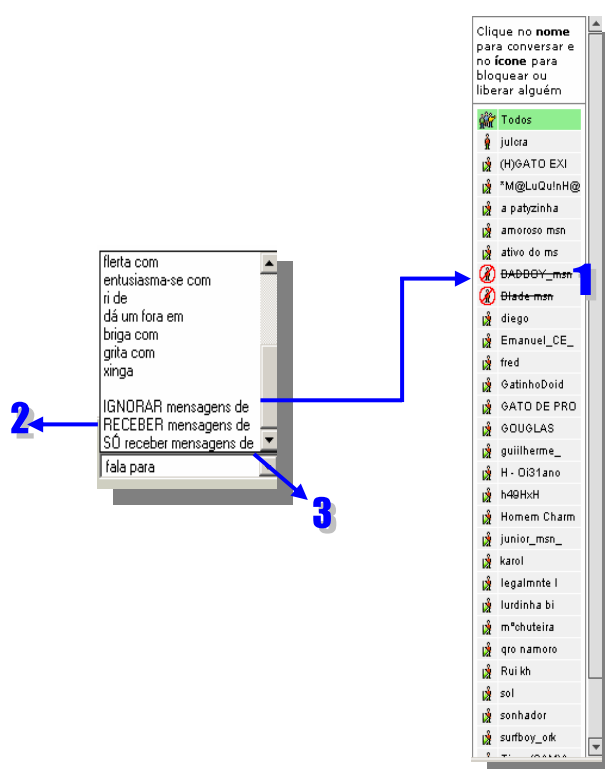 Clique no nome
para conversar e
no ícone para
bloquear ou
liberar alguém
Todos
julcra
(H)GATO EXI
*M@LuQu!nH@
a patyzinha
amoroso msn
ativo do ms
BADBOY_msn
1
Blade msn
diego
Emanuel_CE_
fred
GatinhoDoid
GATO DE PRO
GOUGLAS
guiilherme_
H - Oi31ano
h49HxH
Homem Charm
junior_msn_
karol
legalmnte l
lurdinha bi
m*chuteira
qro namoro
Rui kh
sol
sonhador
surfboy_ork
flerta com
entusiasma-se com
ri de
dá um fora em
briga com
grita com
xinga
IGNORAR mensagens de
RECEBER mensagens de
SÓ receber mensagens de
fala para
2
3